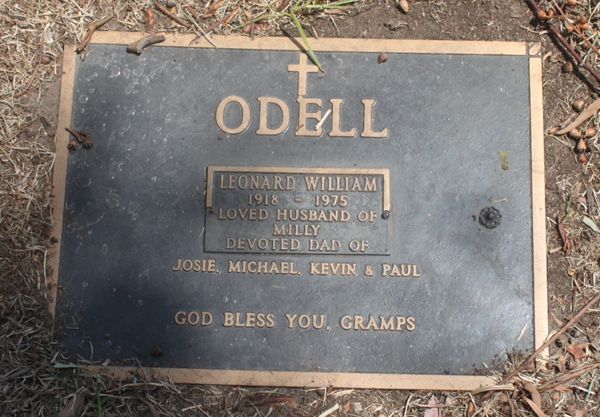 ODELL
LEONARD WILLIAM
1918 - 1975
LOVED HUSBAND OF
MILLY
DEVOTED DAD OF
JOSIE, MICHAEL, KEVIN & PAUL
GOD BLESS YOU, GRAMPS